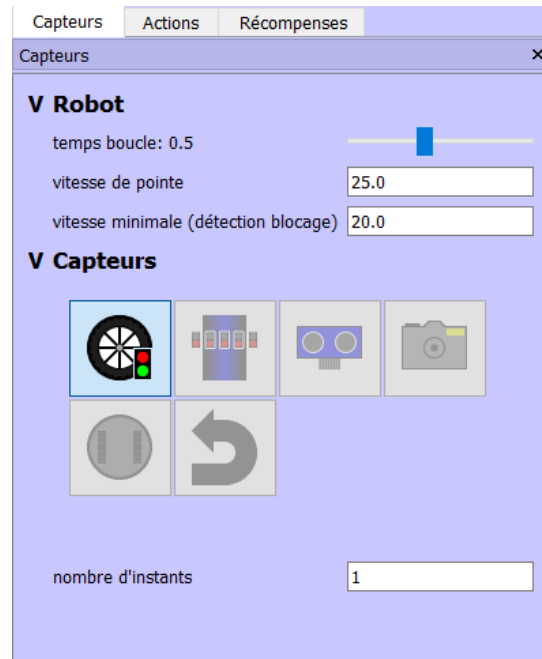 Capteurs Actions Récompenses
Capteurs ×
V Robot
temps boucle: 0.5
vitesse de pointe 25.0
vitesse minimale (détection blocage) 20.0
V Capteurs
nombre d'instants 1